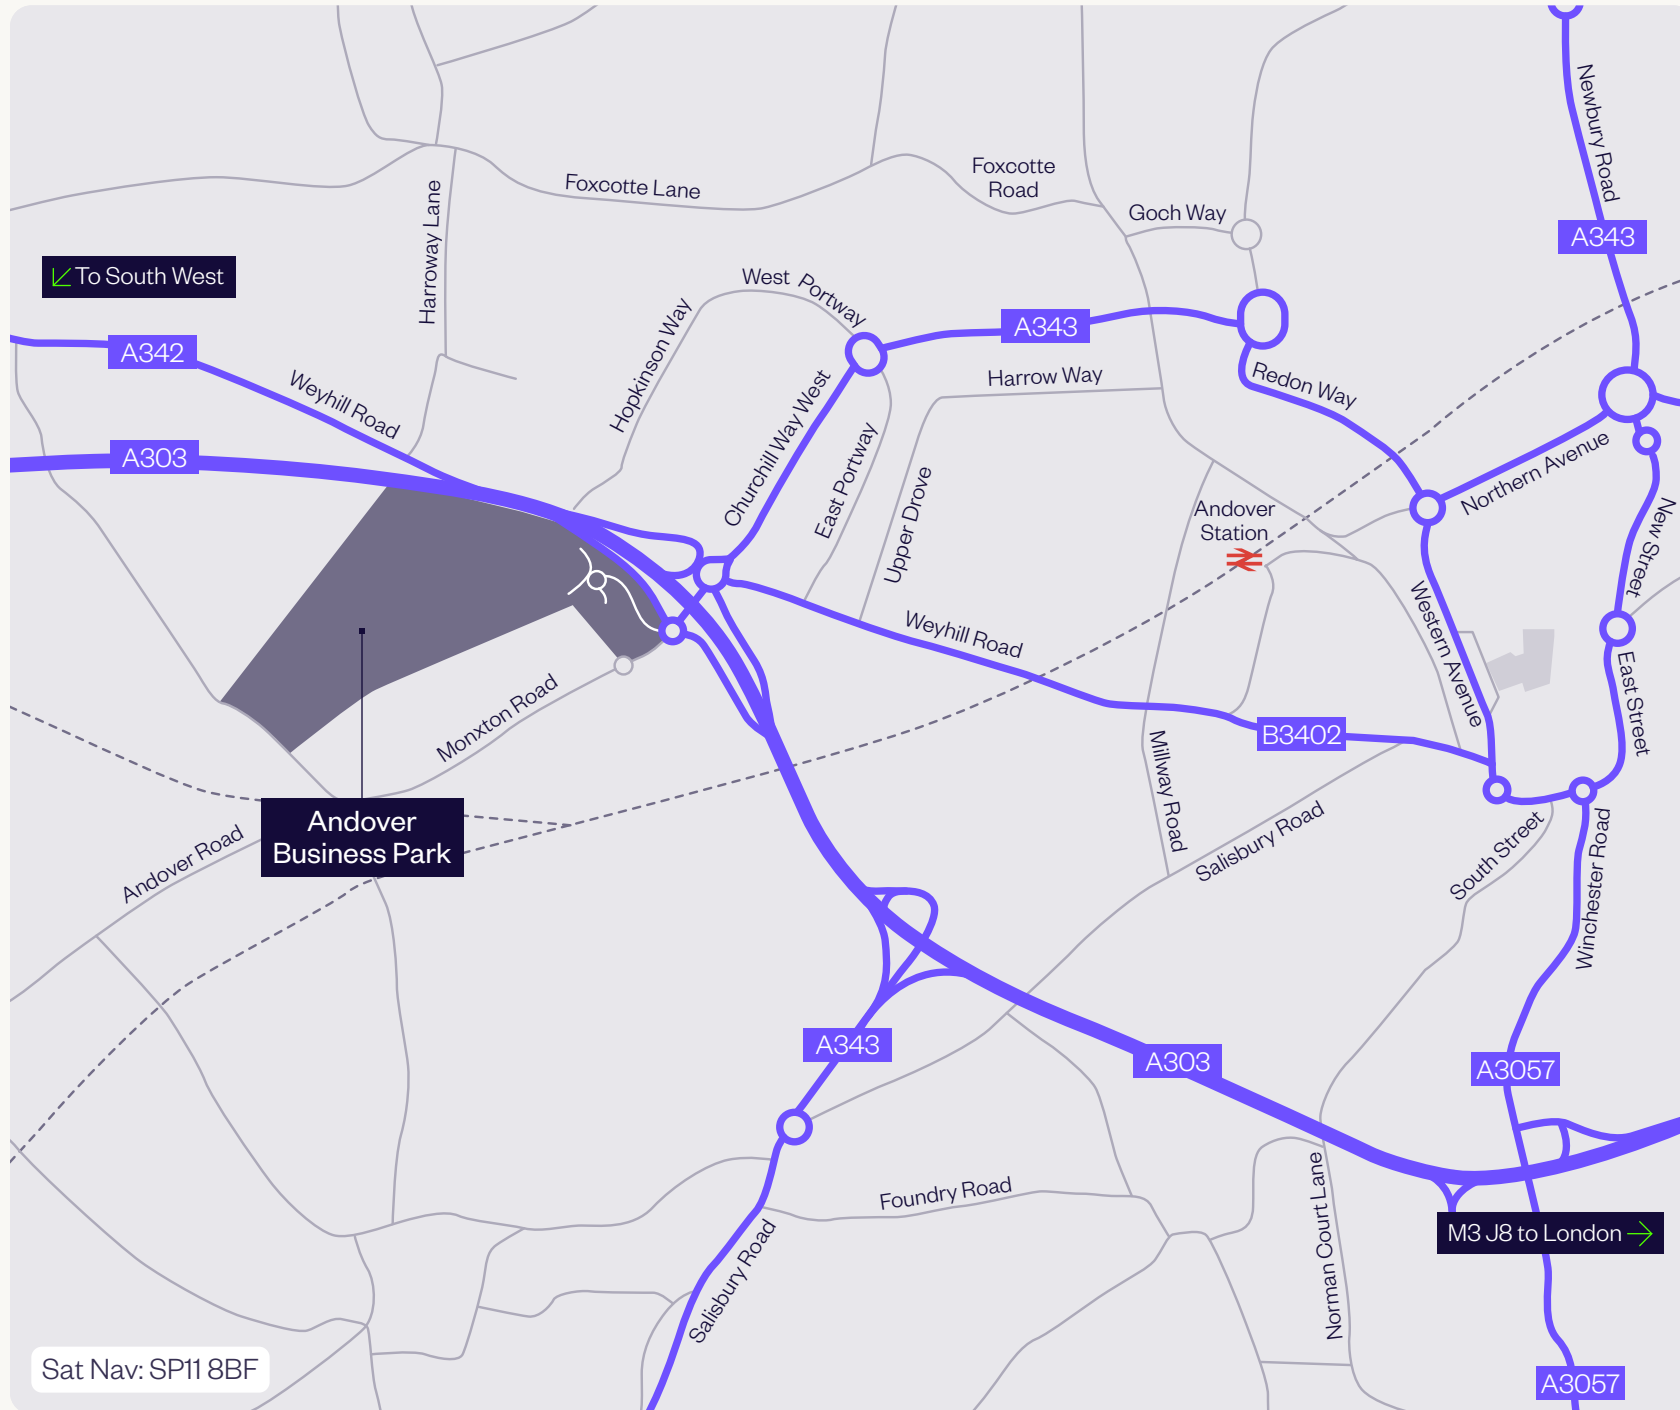 Newbury Road
Foxcotte
Road
Foxcotte Lane
Harroway Lane
Goch Way
A343
To South West
West Portway
Hopkinson Way
A343
A342
Weyhill Road
Churchill Way West
Harrow Way
Redon Way
A303
East Portway
Upper Drove
Northern Avenue
New Street
Andover
Station
Weyhill Road
Western Avenue
East Street
Monxton Road
B3402
Millway Road
Andover
Business Park
Andover Road
Salisbury Road
South Street
Winchester Road
A343
A303
A3057
Foundry Road
Norman Court Lane
M3 J8 to London
Salisbury Road
Sat Nav: SP11 8BF
A3057